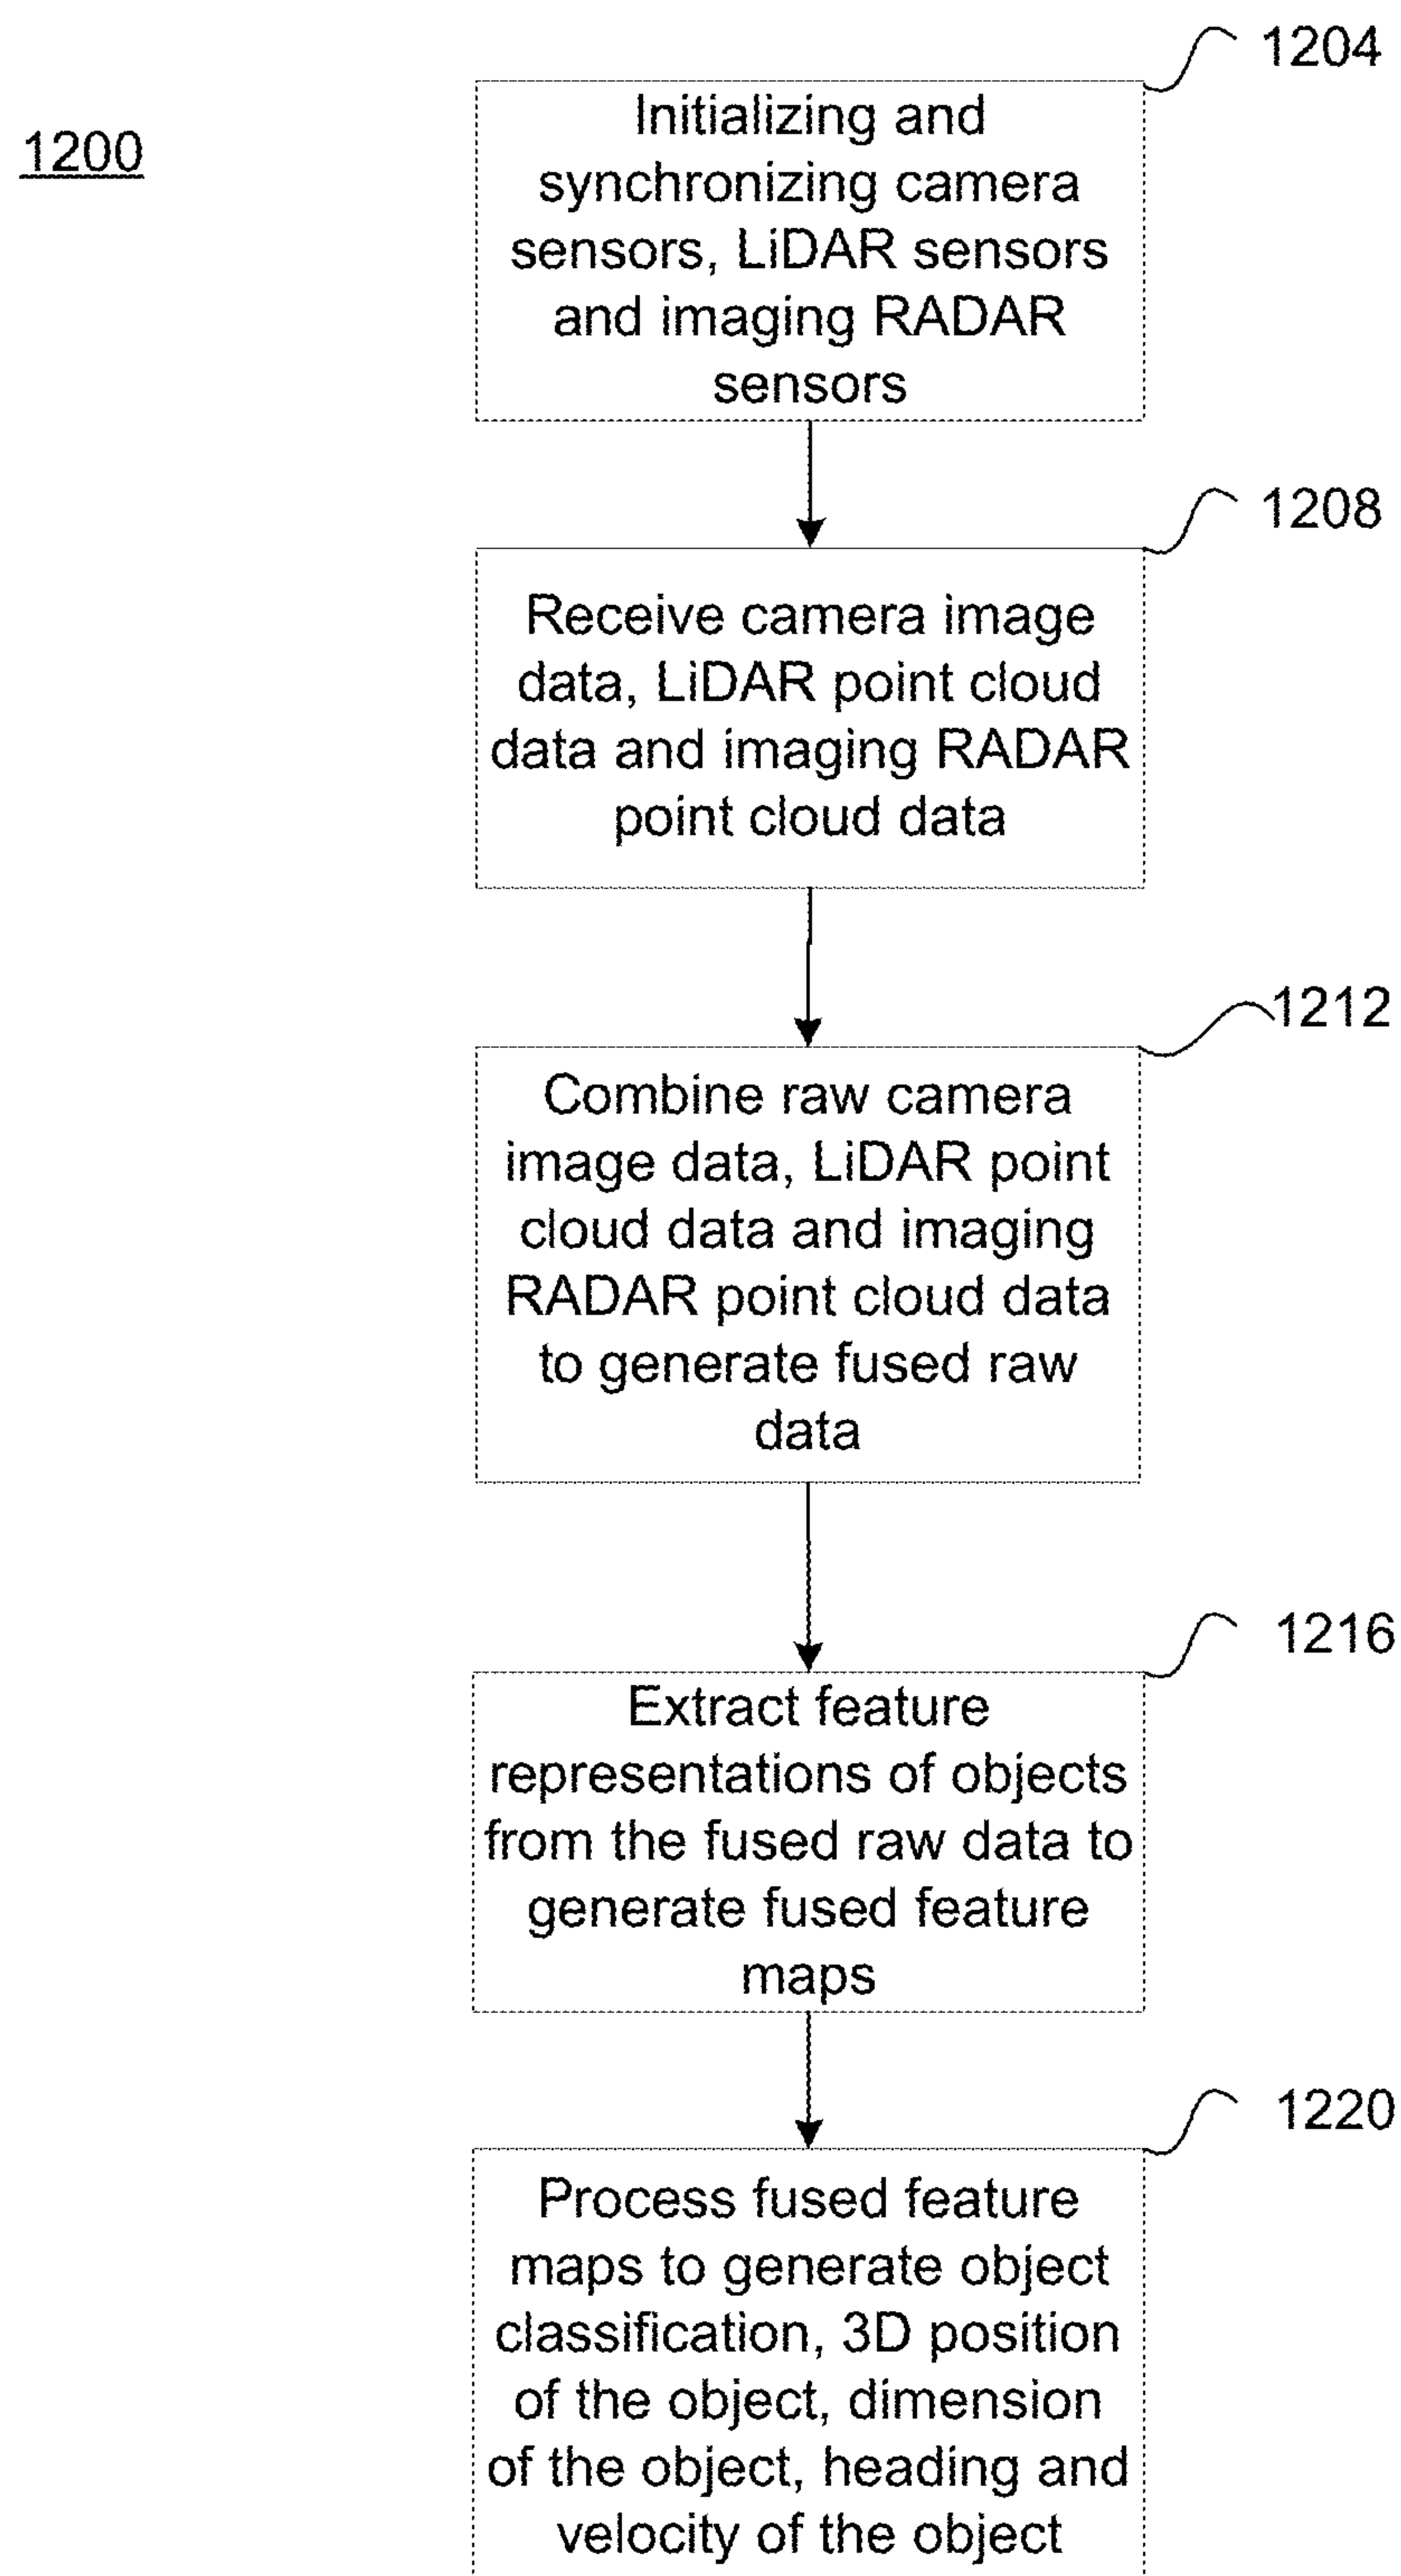 1204
1200
Initializing and
synchronizing camera
sensors, LiDAR sensors
and imaging RADAR
sensors
1208
Receive camera image
data, LiDAR point cloud
data and imaging RADAR
point cloud data
1212
Combine raw camera
image data, LiDAR point
cloud data and imaging
RADAR point cloud data
to generate fused raw
data
1216
Extract feature
representations of objects
from the fused raw data to
generate fused feature
maps
1220
Process fused feature
maps to generate object
classification, 3D position
of the object, dimension
of the object, heading and
velocity of the object